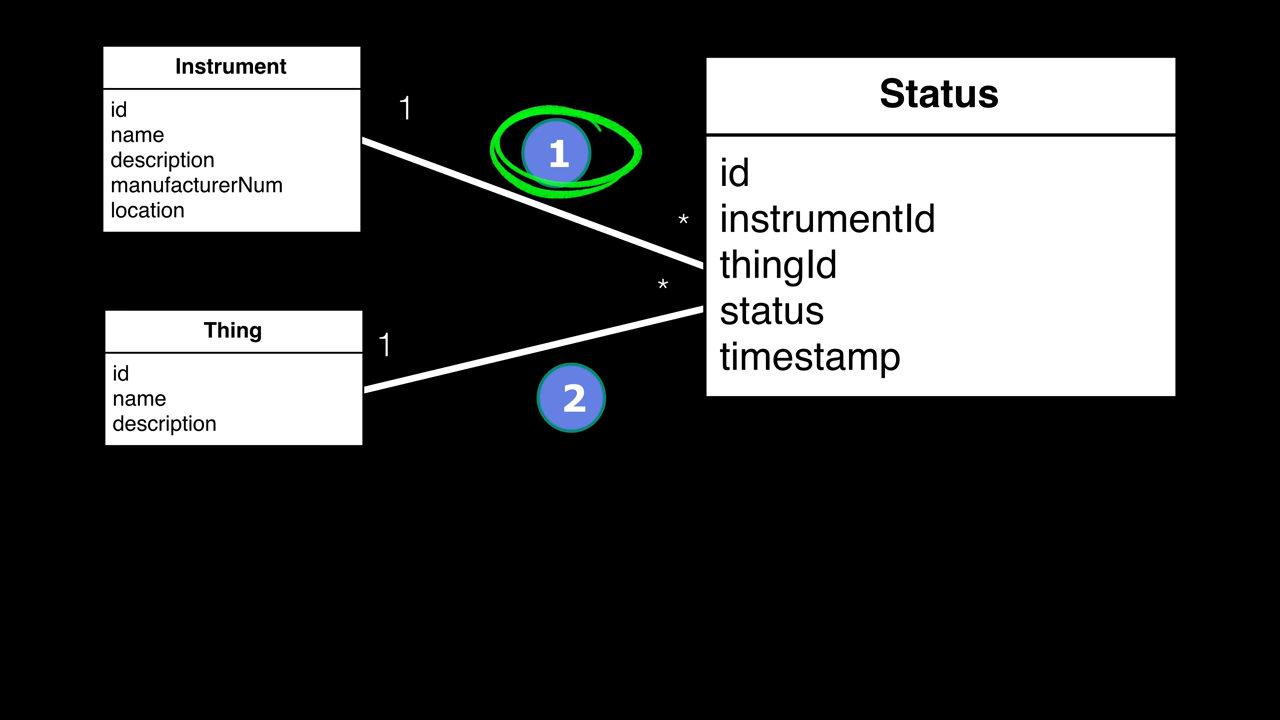 Instrument
id
name
description
manufacturerNum
location
1
1
*
Status
id
instrumentId
thingId
status
timestamp
Thing
id
name
description
1
*
2